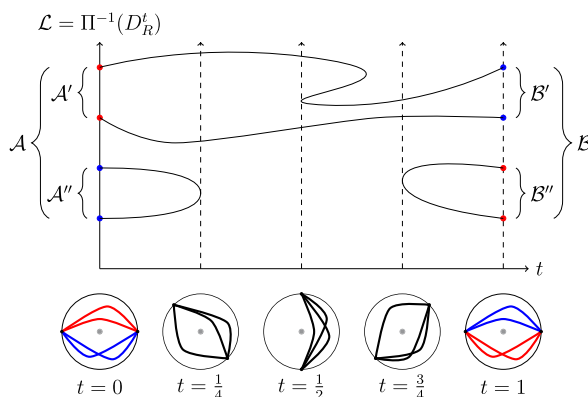 𝓛 = Π⁻¹(D_R^t)
𝒜
𝒜′
𝒜″
ℬ′
ℬ″
ℬ
t
t = 0
t = 1/4
t = 1/2
t = 3/4
t = 1